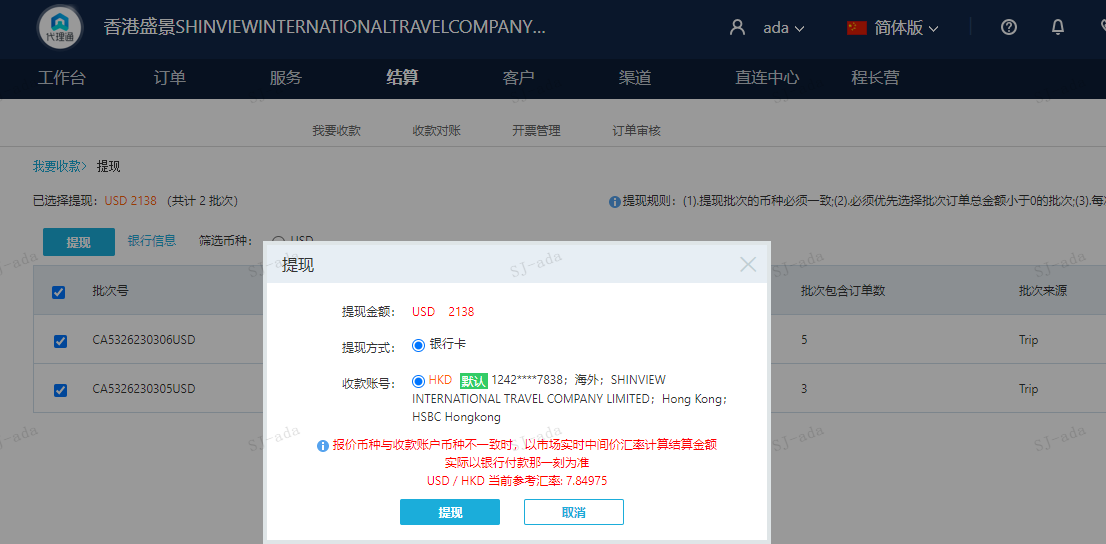 代理通
香港盛景SHINVIEWINTERNATIONALTRAVELCOMPANY...
ada
简体版
工作台 订单 服务 结算 客户 渠道 直连中心 程长营
我要收款 收款对账 开票管理 订单审核
我要收款> 提现
已选择提现: USD 2138 (共计 2 批次)
提现规则: (1).提现批次的币种必须一致;(2).必须优先选择批次订单总金额小于0的批次;(3).每
提现 银行信息 筛选币种: USD
提现
批次号 批次包含订单数 批次来源
CA5326230306USD 5 Trip
CA5326230305USD 3 Trip
提现金额: USD 2138
提现方式: 银行卡
收款账号: HKD 默认 1242****7838; 海外; SHINVIEW
INTERNATIONAL TRAVEL COMPANY LIMITED; Hong Kong;
HSBC Hongkong
报价币种与收款账户币种不一致时，以市场实时中间价汇率计算结算金额
实际以银行付款那一刻为准
USD / HKD 当前参考汇率: 7.84975
提现 取消
SJ-ada